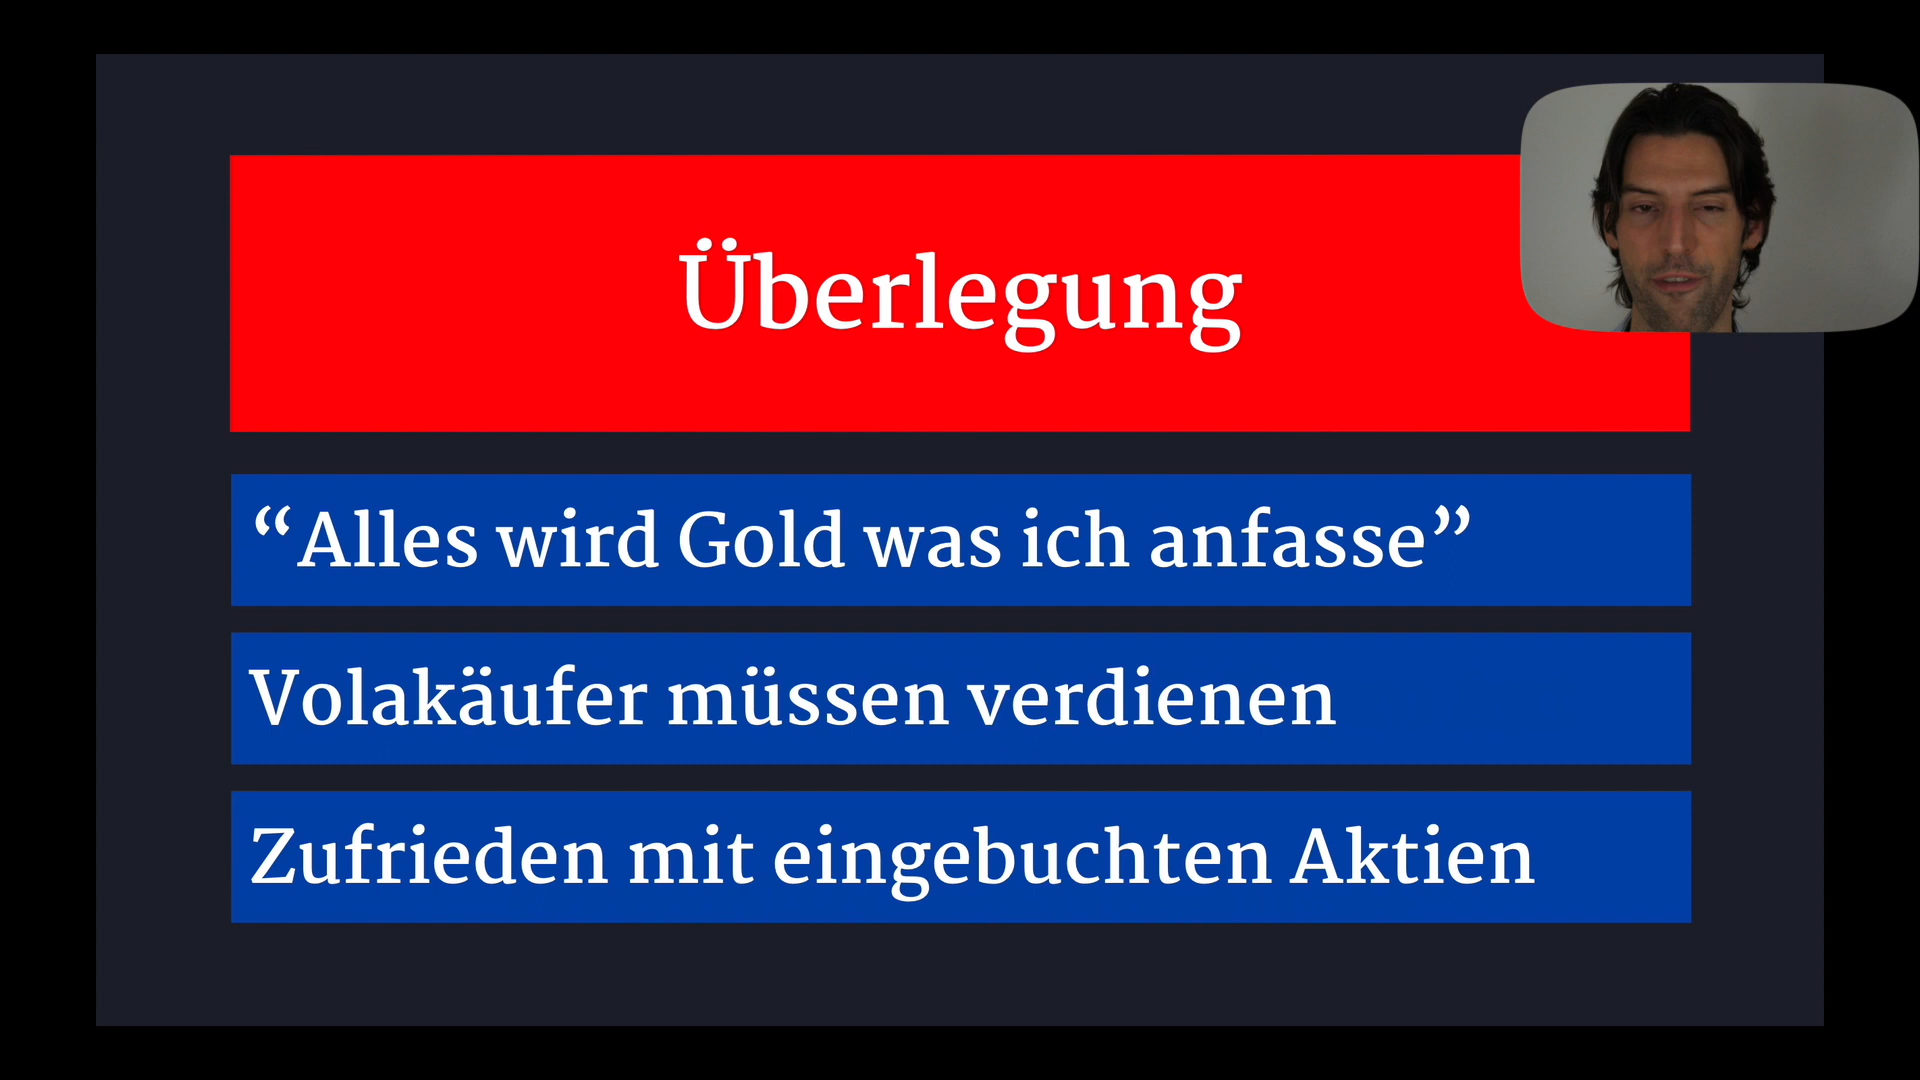 Überlegung
“Alles wird Gold was ich anfasse”
Volakäufer müssen verdienen
Zufrieden mit eingebuchten Aktien